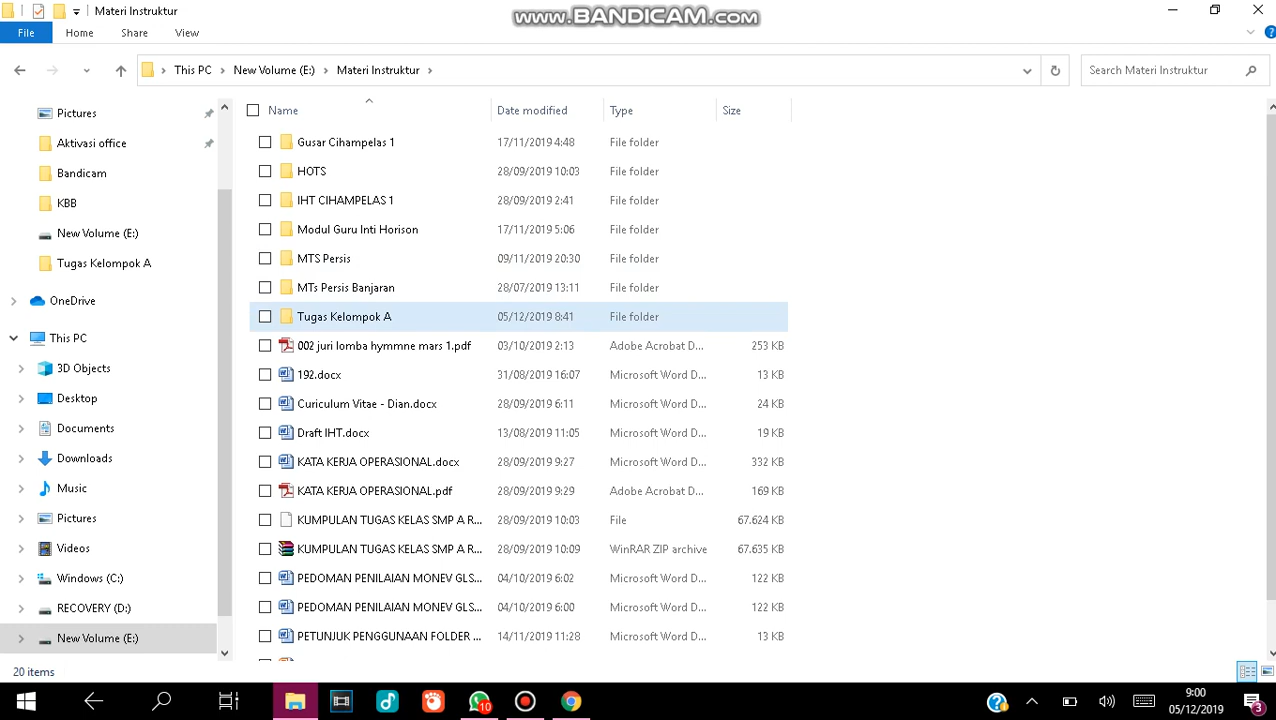 Materi Instruktur
www.BANDICAM.com
File Home Share View
This PC New Volume (E:) Materi Instruktur
Search Materi Instruktur
Name Date modified Type Size
Pictures
Aktivasi office
Bandicam
KBB
New Volume (E:)
Tugas Kelompok A
OneDrive
This PC
3D Objects
Desktop
Documents
Downloads
Music
Pictures
Videos
Windows (C:)
RECOVERY (D:)
New Volume (E:)
Gusar Cihampelas 1 17/11/2019 4:48 File folder
HOTS 28/09/2019 10:03 File folder
IHT CIHAMPELAS 1 28/09/2019 2:41 File folder
Modul Guru Inti Horison 17/11/2019 5:06 File folder
MTS Persis 09/11/2019 20:30 File folder
MTs Persis Banjaran 28/07/2019 13:11 File folder
Tugas Kelompok A 05/12/2019 8:41 File folder
002 juri lomba hymmne mars 1.pdf 03/10/2019 2:13 Adobe Acrobat D... 253 KB
192.docx 31/08/2019 16:07 Microsoft Word D... 13 KB
Curiculum Vitae - Dian.docx 28/09/2019 6:11 Microsoft Word D... 24 KB
Draft IHT.docx 13/08/2019 11:05 Microsoft Word D... 19 KB
KATA KERJA OPERASIONAL.docx 28/09/2019 9:27 Microsoft Word D... 332 KB
KATA KERJA OPERASIONAL.pdf 28/09/2019 9:29 Adobe Acrobat D... 169 KB
KUMPULAN TUGAS KELAS SMP A R... 28/09/2019 10:03 File 67.624 KB
KUMPULAN TUGAS KELAS SMP A R... 28/09/2019 10:09 WinRAR ZIP archive 67.635 KB
PEDOMAN PENILAIAN MONEV GLS... 04/10/2019 6:02 Microsoft Word D... 122 KB
PEDOMAN PENILAIAN MONEV GLS... 04/10/2019 6:00 Microsoft Word D... 122 KB
PETUNJUK PENGGUNAAN FOLDER ... 14/11/2019 11:28 Microsoft Word D... 13 KB
20 items
10
9:00
05/12/2019
3